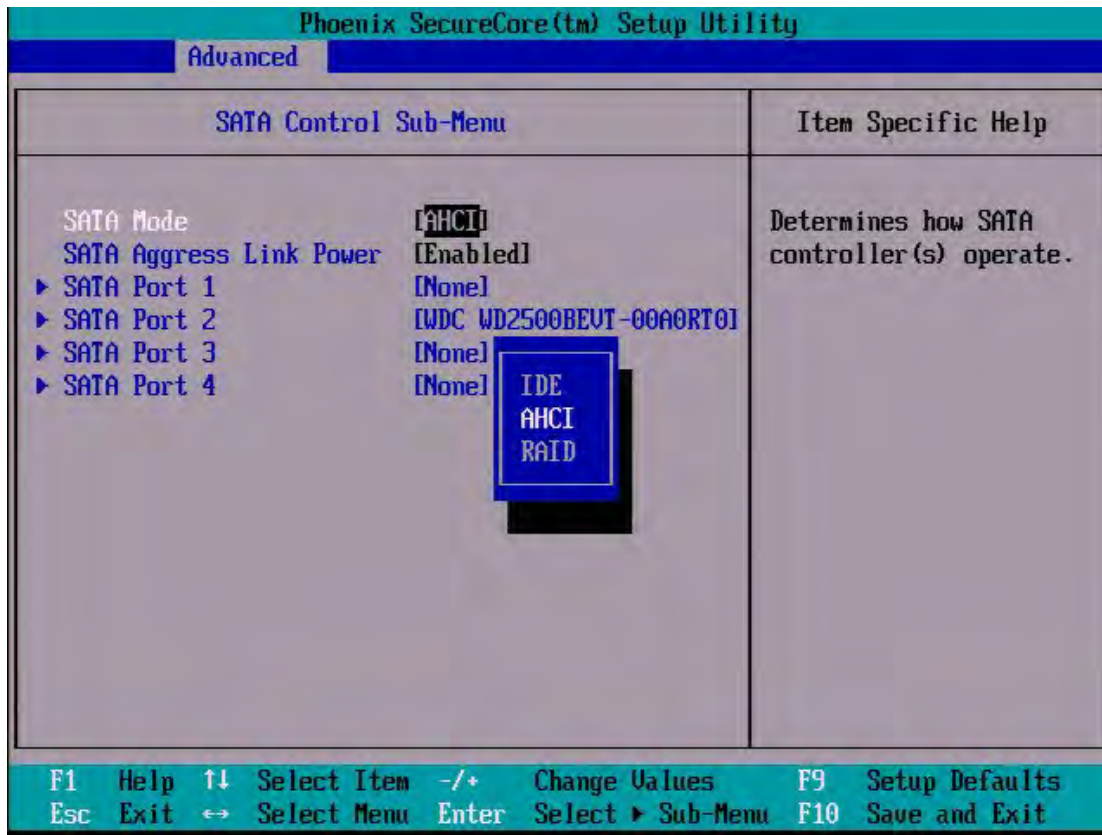 Phoenix SecureCore(tm) Setup Utility
Advanced
SATA Control Sub-Menu
Item Specific Help
SATA Mode [AHCI]
SATA Aggress Link Power [Enabled]
SATA Port 1 [None]
SATA Port 2 [WDC WD2500BEVT-00A0RT0]
SATA Port 3 [None]
SATA Port 4 [None]
IDE
AHCI
RAID
Determines how SATA
controller(s) operate.
F1 Help ↑↓ Select Item -/+ Change Values F9 Setup Defaults
Esc Exit ↔ Select Menu Enter Select ▶ Sub-Menu F10 Save and Exit